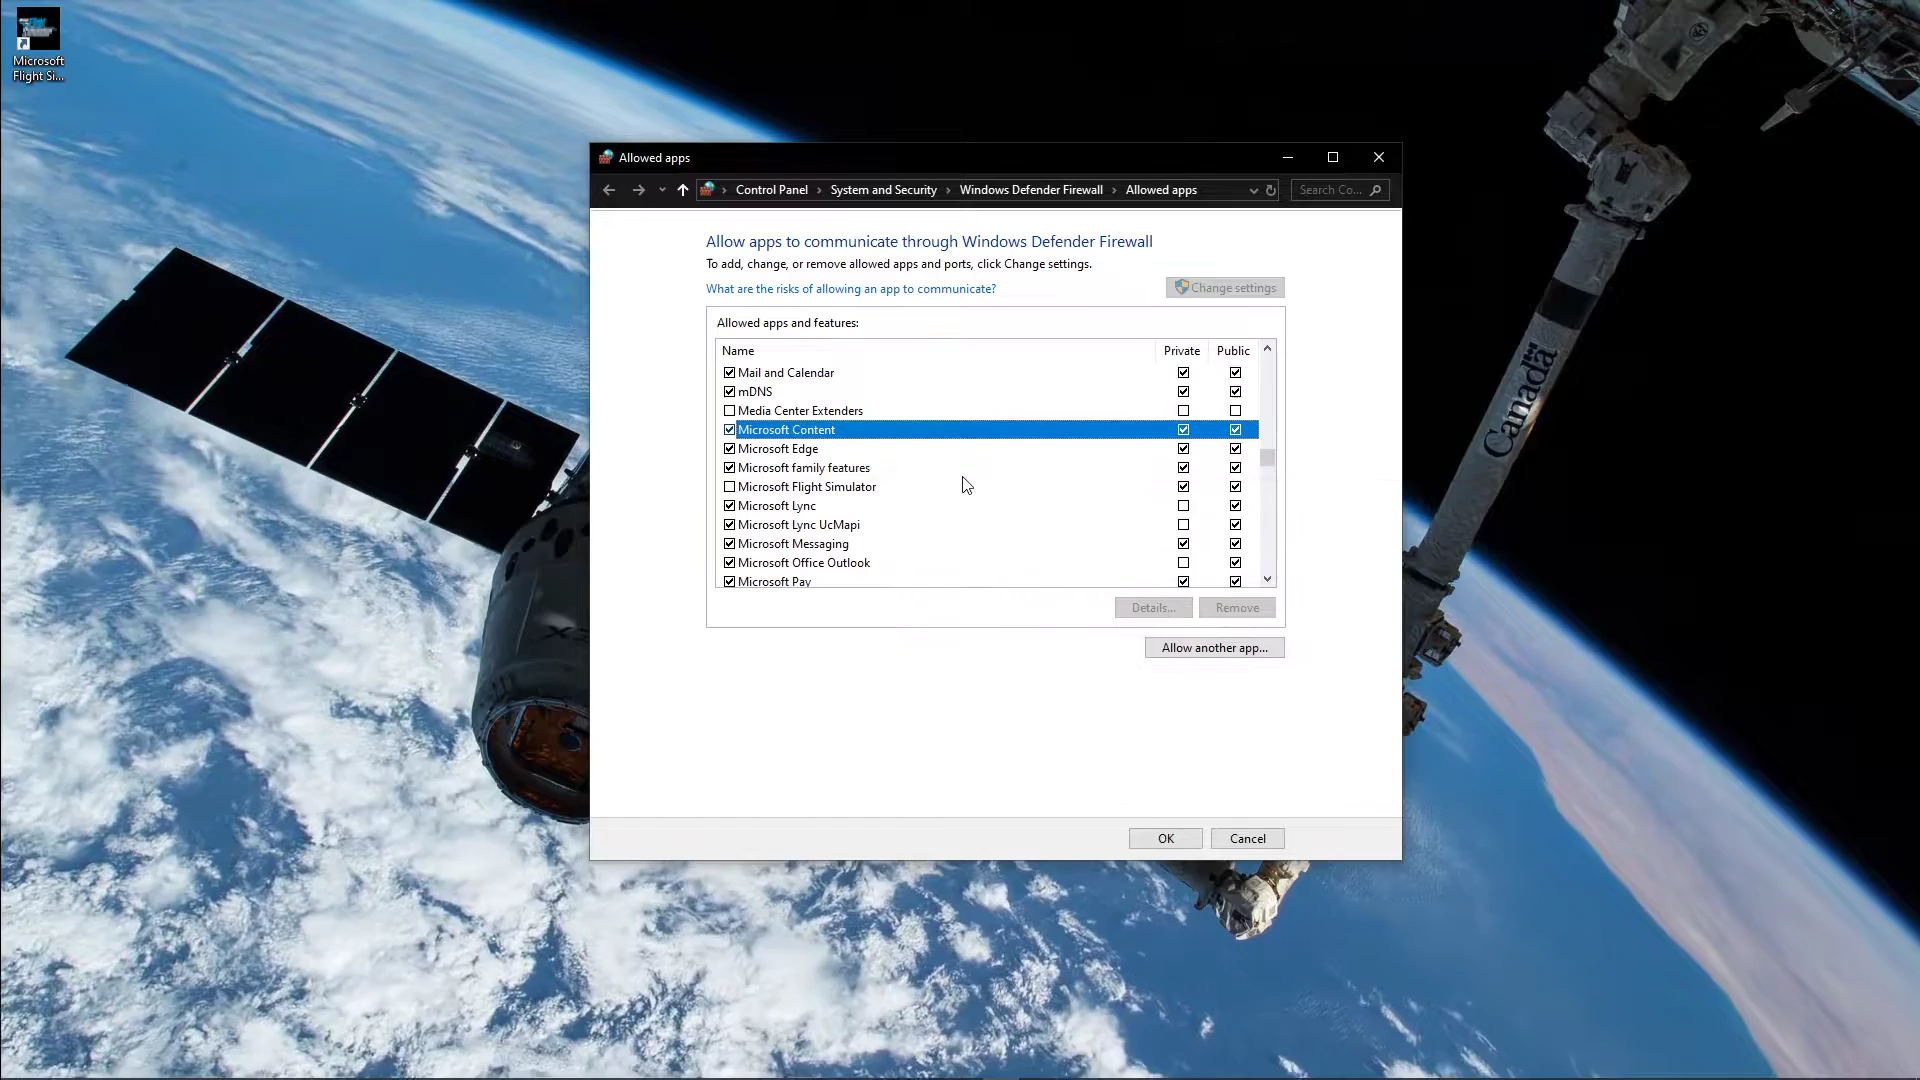 Microsoft
Flight Si...
Allowed apps
Control Panel > System and Security > Windows Defender Firewall > Allowed apps
Search Co...
Allow apps to communicate through Windows Defender Firewall
To add, change, or remove allowed apps and ports, click Change settings.
What are the risks of allowing an app to communicate?
Change settings
Allowed apps and features:
Name Private Public
Mail and Calendar
mDNS
Media Center Extenders
Microsoft Content
Microsoft Edge
Microsoft family features
Microsoft Flight Simulator
Microsoft Lync
Microsoft Lync UcMapi
Microsoft Messaging
Microsoft Office Outlook
Microsoft Pay
Details... Remove
Allow another app...
OK Cancel
Canada